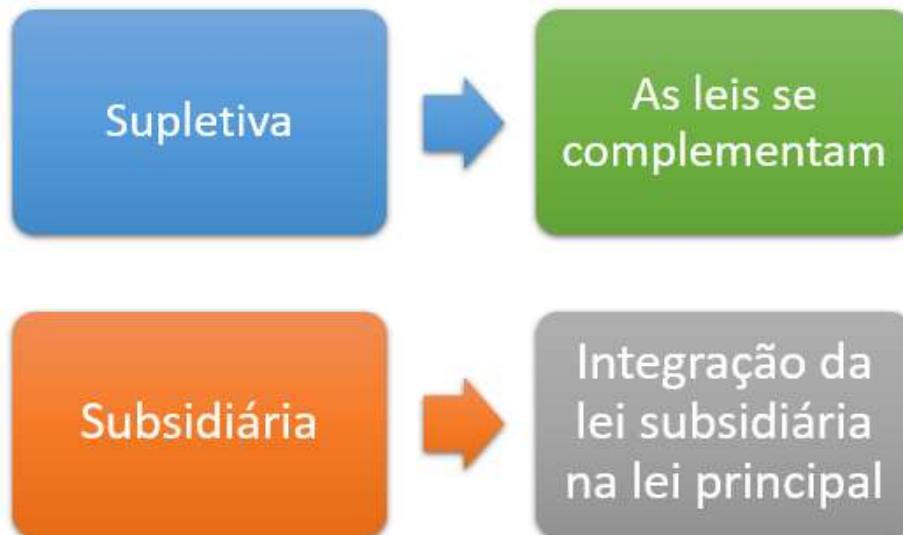 Supletiva
As leis se
complementam
Subsidiária
Integração da
lei subsidiária
na lei principal